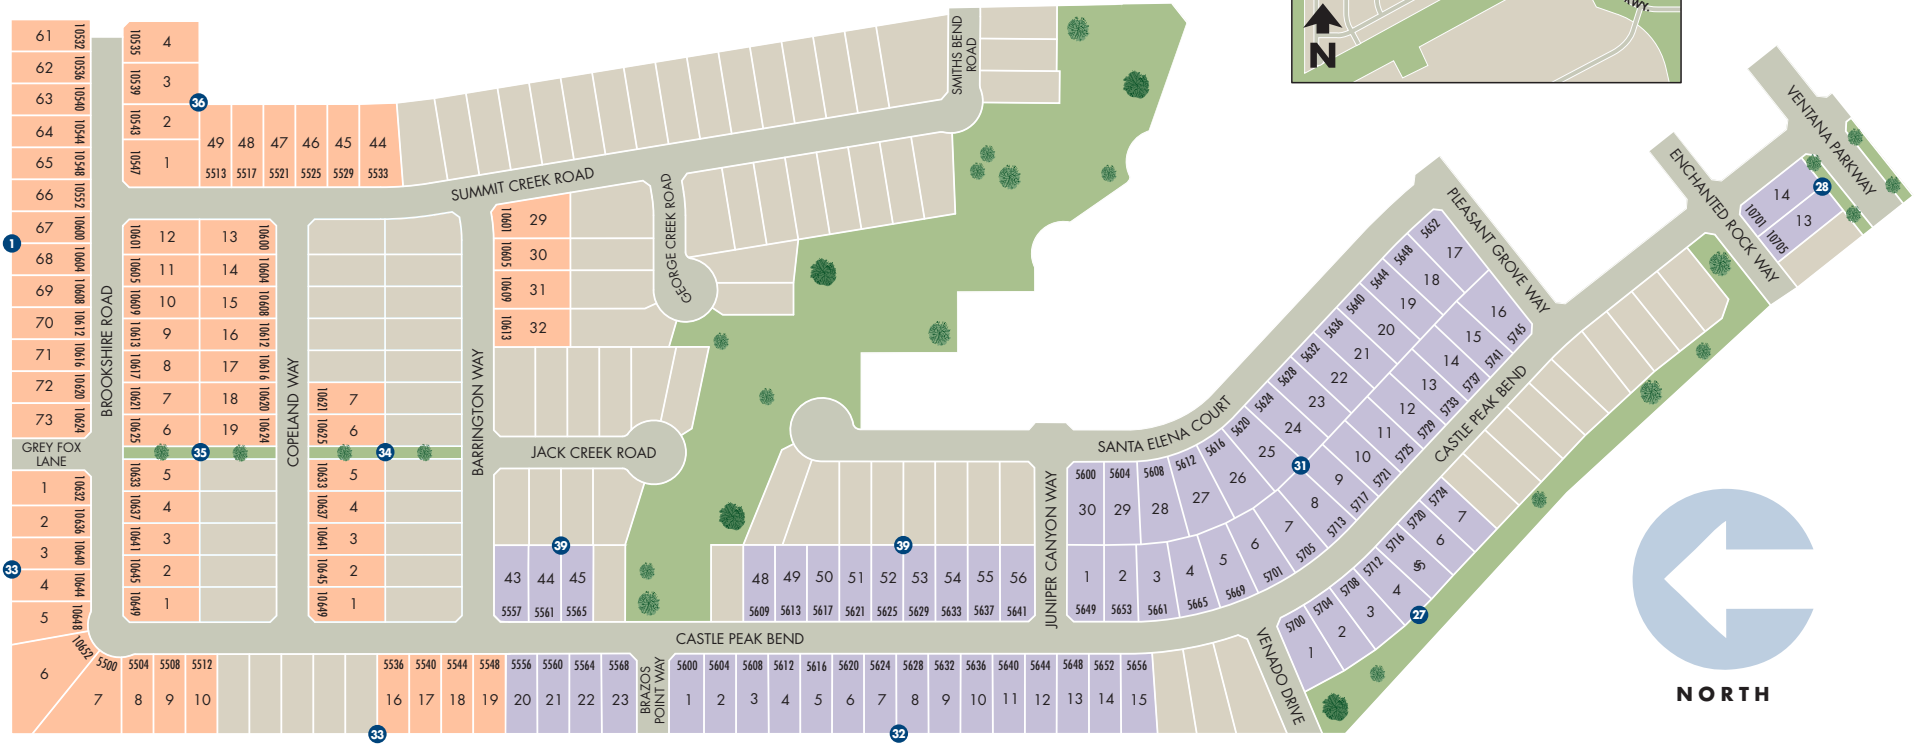 61 10532
62 10536
63 10540
64 10544
65 10548
66 10552
67 10600
1
68 10604
69 10608
70 10612
71 10616
72 10620
73 10624
GREY FOX
LANE
1 10632
2 10636
3 10640
33
4 10644
5 10648
6 10652
7 5500
BROOKSHIRE ROAD
10535 4
10539 3
36
10543 2
10547 1
49 48 47 46 45 44
5513 5517 5521 5525 5529 5533
SUMMIT CREEK ROAD
SMITHS BEND
ROAD
GEORGE CREEK ROAD
10601 12 13 10600
10605 11 14 10604
10609 10 15 10608
10613 9 16 10612
10617 8 17 10616
10621 7 18 10620
10625 6 19 10624
35
10633 5
10637 4
10641 3
10645 2
10649 1
COPELAND WAY
10621 7
10625 6
34
10633 5
10637 4
10641 3
10645 2
10649 1
BARRINGTON WAY
10601 29
10605 30
10609 31
10613 32
JACK CREEK ROAD
39
43 44 45
5557 5561 5565
39
48 49 50 51 52 53 54 55 56
5609 5613 5617 5621 5625 5629 5633 5637 5641
CASTLE PEAK BEND
5504 5508 5512
8 9 10
5536 5540 5544 5548 5556 5560 5564 5568
16 17 18 19 20 21 22 23
33
BRAZOS
POINT WAY
5600 5604 5608 5612 5616 5620 5624 5628 5632 5636 5640 5644 5648 5652 5656
1 2 3 4 5 6 7 8 9 10 11 12 13 14 15
32
JUNIPER CANYON WAY
SANTA ELENA COURT
5600 5604 5608 5612 5616 5620 5624 5628 5632 5636 5640 5644 5648 5652
30 29 28 27 26 25 24 23 22 21 20 19 18 17
31
1 2 3 4 5 6 7 8 9 10 11 12 13 14 15 16
5649 5653 5661 5665 5669 5701 5705 5713 5717 5721 5725 5729 5733 5737 5741 5745
CASTLE PEAK BEND
PLEASANT GROVE WAY
VENADO DRIVE
5700 5704 5708 5712 5716 5720 5724
1 2 3 4 5 6 7
27
ENCHANTED ROCK WAY
VENTANA PARKWAY
14 10701
13 10705
28
N
KWY.
NORTH